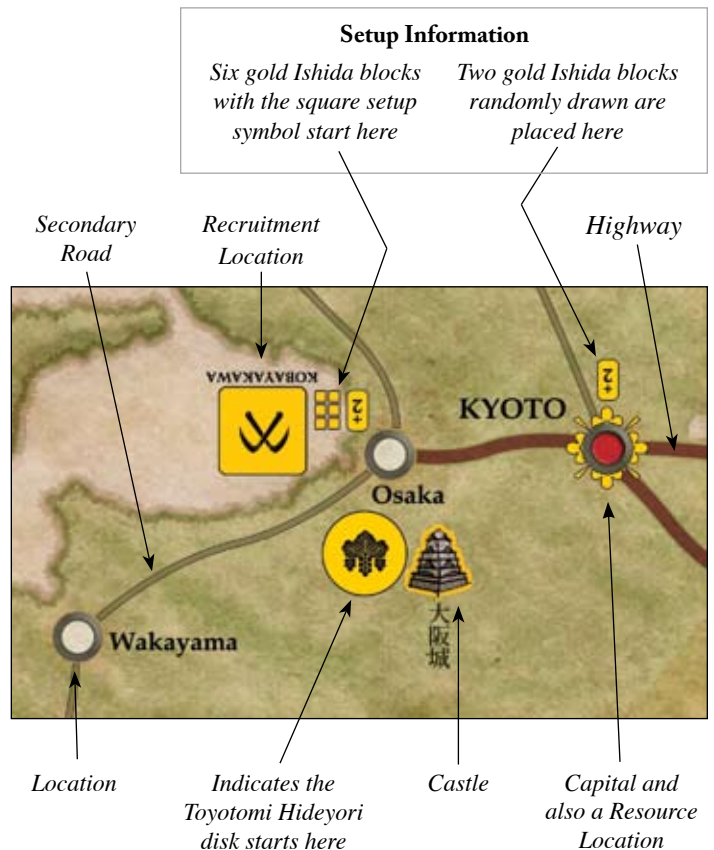 Setup Information
Six gold Ishida blocks
with the square setup
symbol start here
Two gold Ishida blocks
randomly drawn are
placed here
Secondary
Road
Recruitment
Location
Highway
KOBAYAKAWA
2+
2+
KYOTO
Osaka
Wakayama
大阪城
Location
Indicates the
Toyotomi Hideyori
disk starts here
Castle
Capital and
also a Resource
Location